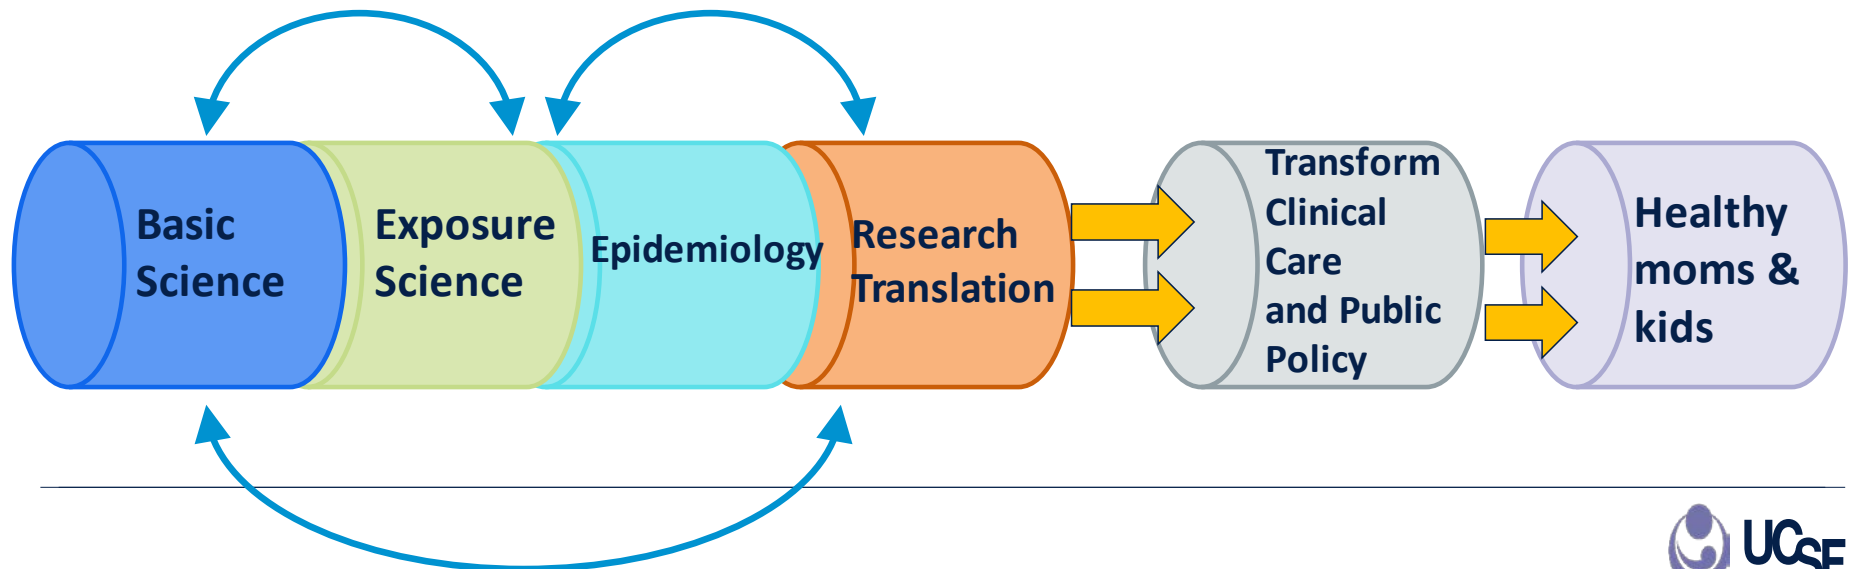 Basic
Science
Exposure
Science
Epidemiology
Research
Translation
Transform
Clinical
Care
and Public
Policy
Healthy
moms &
kids
UCSF